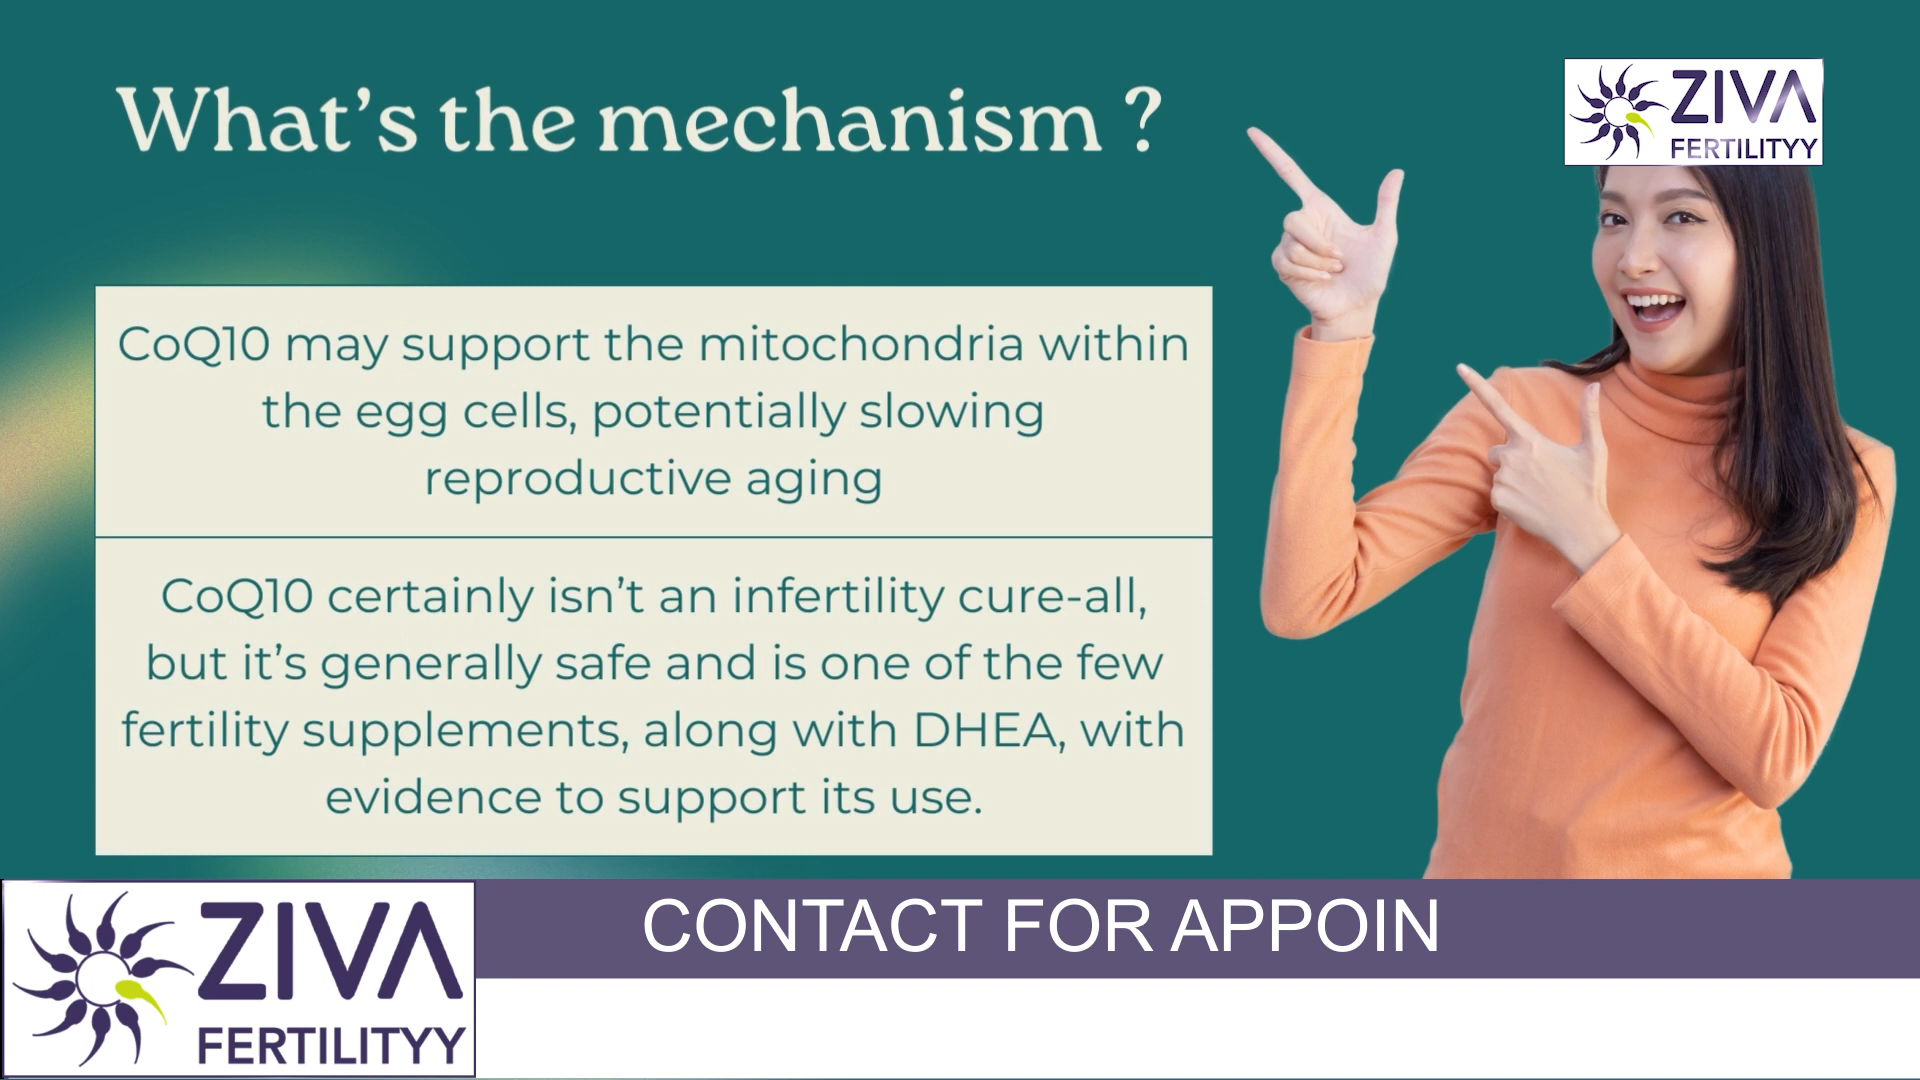 What's the mechanism ?
ZIVA
FERTILITYY
CoQ10 may support the mitochondria within
the egg cells, potentially slowing
reproductive aging
CoQ10 certainly isn't an infertility cure-all,
but it's generally safe and is one of the few
fertility supplements, along with DHEA, with
evidence to support its use.
CONTACT FOR APPOIN
ZIVA
FERTILITYY